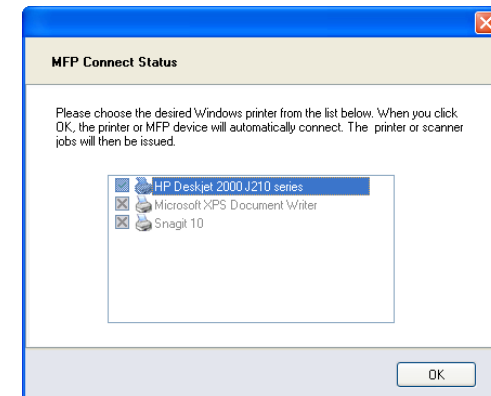 MFP Connect Status
Please choose the desired Windows printer from the list below. When you click
OK, the printer or MFP device will automatically connect. The printer or scanner
jobs will then be issued.
HP Deskjet 2000 J210 series
Microsoft XPS Document Writer
Snagit 10
OK